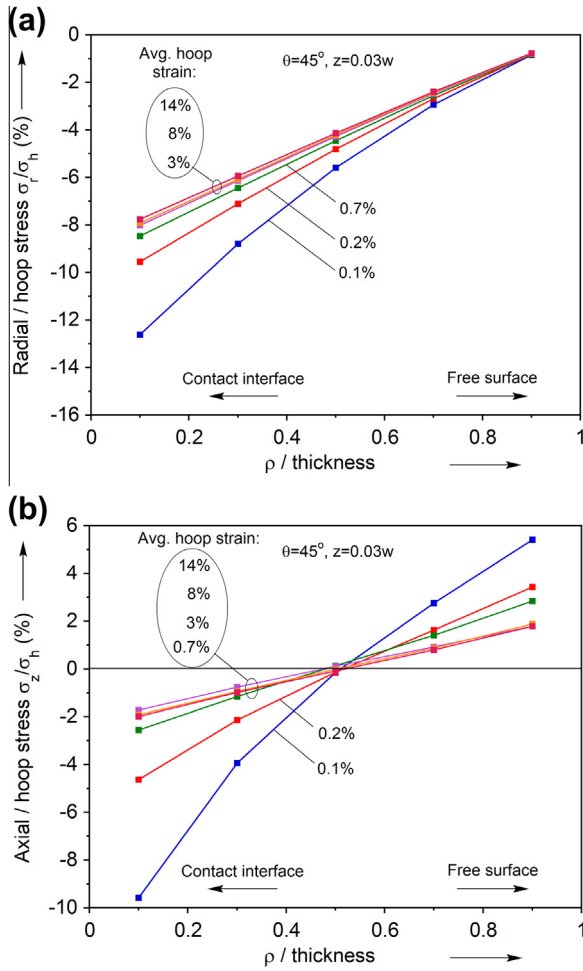 (a)
0
-2
-4
-6
-8
-10
-12
-14
-16
Radial / hoop stress σr/σh (%)
Avg. hoop
strain:
14%
8%
3%
θ=45°, z=0.03w
0.7%
0.2%
0.1%
Contact interface
Free surface
0
0.2
0.4
0.6
0.8
1
ρ / thickness
(b)
6
4
2
0
-2
-4
-6
-8
-10
Axial / hoop stress σz/σh (%)
Avg. hoop strain:
14%
8%
3%
0.7%
θ=45°, z=0.03w
0.2%
0.1%
Contact interface
Free surface
0
0.2
0.4
0.6
0.8
1
ρ / thickness